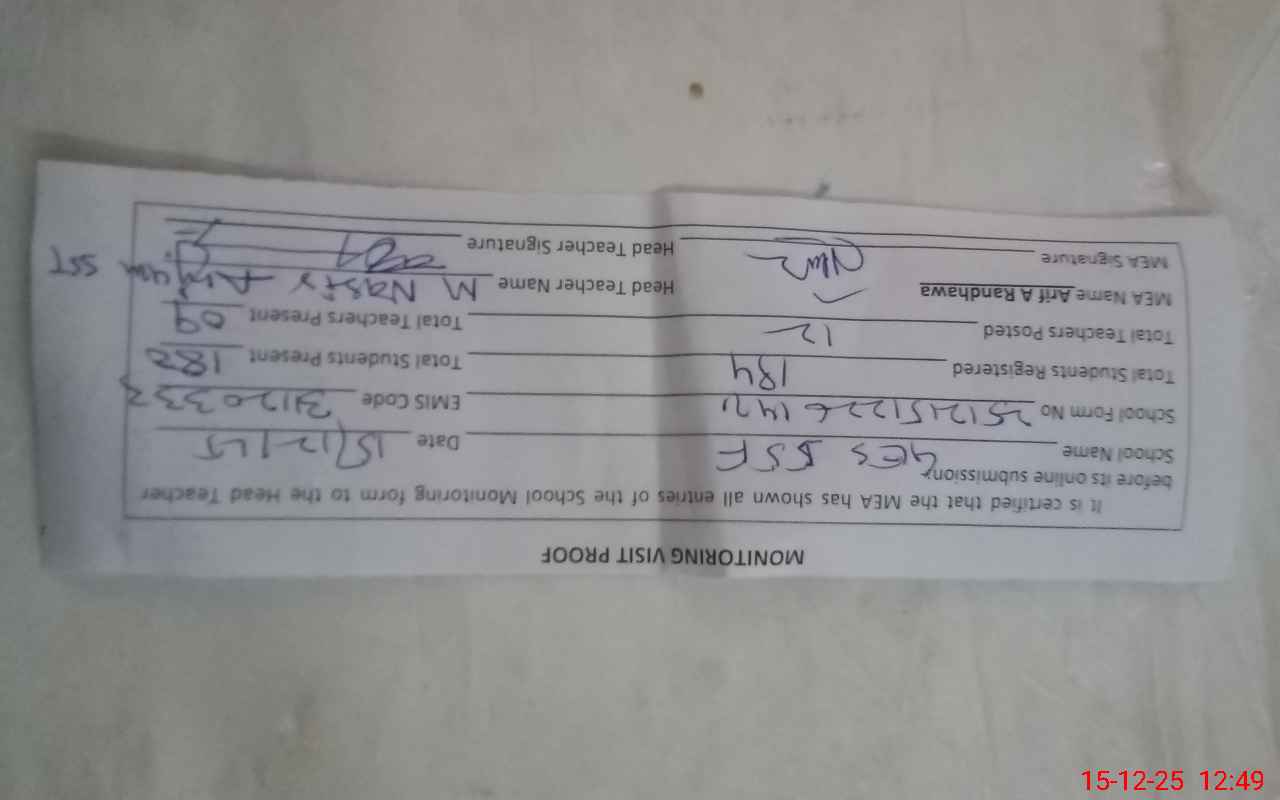 MONITORING VISIT PROOF
It is certified that the MEA has shown all entries of the School Monitoring form to the Head Teacher
before its online submission.
School Name GES 55F Date 15/12/25
School Form No 251215122614 EMIS Code 3120333
Total Students Registered 184 Total Students Present 182
Total Teachers Posted 12 Total Teachers Present 09
MEA Name Arif A Randhawa Head Teacher Name M Nasir Anjum SST
MEA Signature Head Teacher Signature
15-12-25 12:49